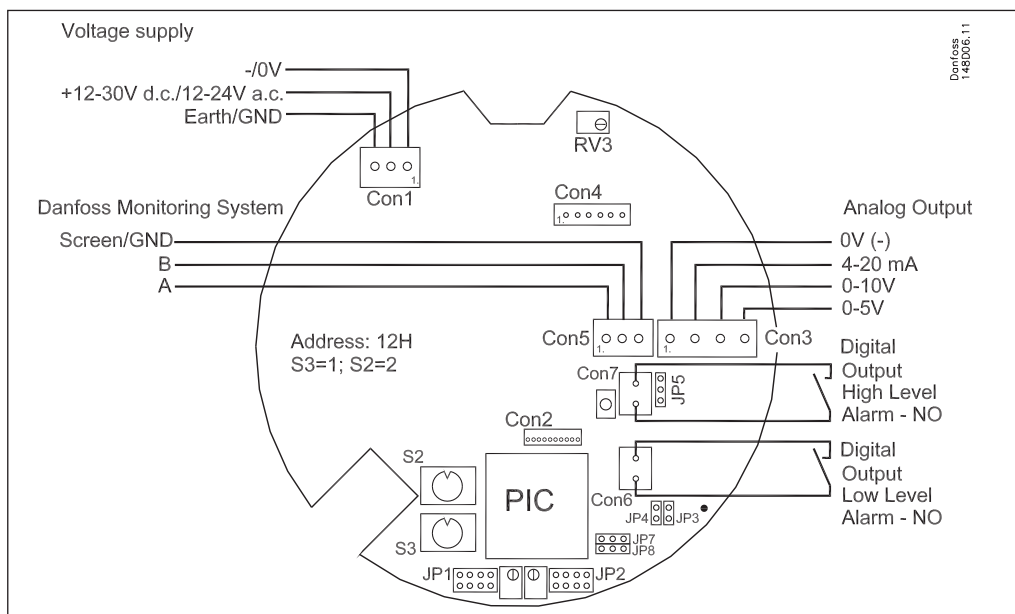 Voltage supply
Danfoss
148D06.11
-/0V
+12-30V d.c./12-24V a.c.
Earth/GND
RV3
1.
Con1
Con4
1.
Danfoss Monitoring System
Analog Output
Screen/GND
0V (-)
B
4-20 mA
A
0-10V
0-5V
Con5
1.
1.
Con3
Address: 12H
S3=1; S2=2
Digital
Output
High Level
Alarm - NO
Con7
JP5
Con2
Digital
Output
Low Level
Alarm - NO
S2
PIC
Con6
S3
JP4
JP3
JP7
JP8
JP1
JP2